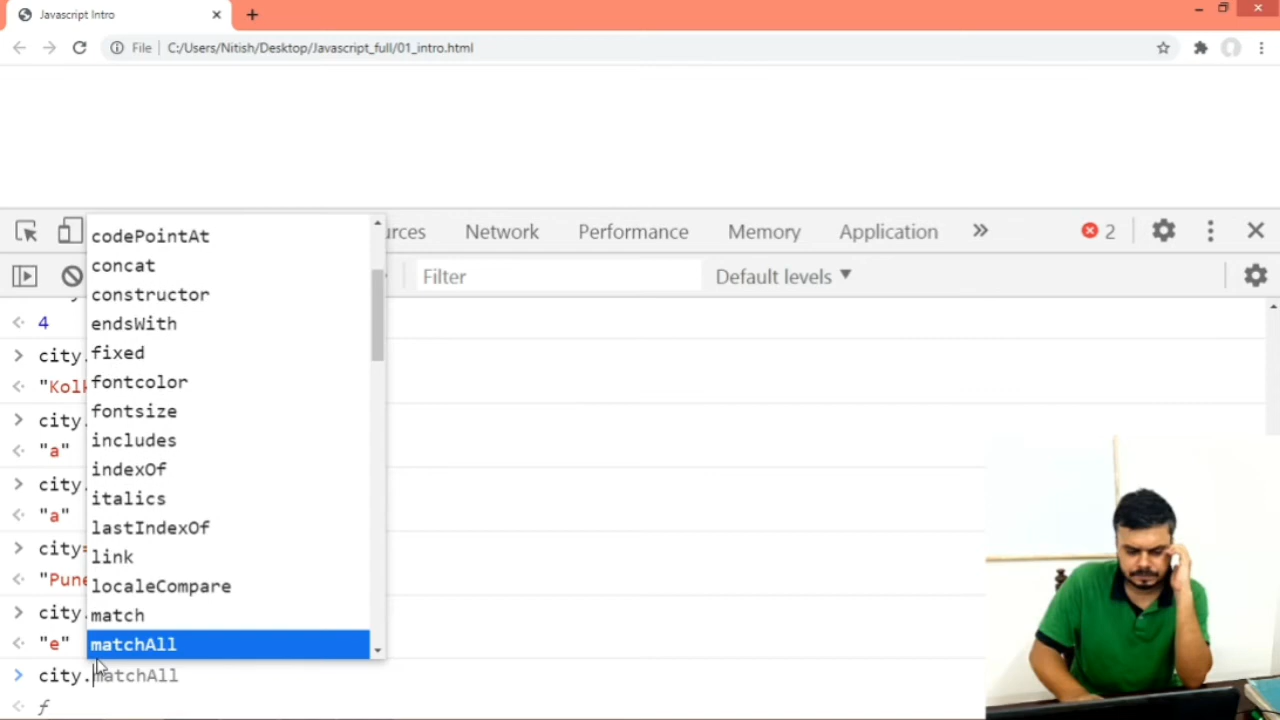 Javascript Intro
File C:/Users/Nitish/Desktop/Javascript_full/01_intro.html
Network Performance Memory Application 2
Filter Default levels
codePointAt
concat
constructor
endsWith
fixed
fontcolor
fontsize
includes
indexOf
italics
lastIndexOf
link
localeCompare
match
matchAll
4
city.
"Kolk
city.
"a"
city.
"a"
city=
"Pune
city.
"e"
city.matchAll
f